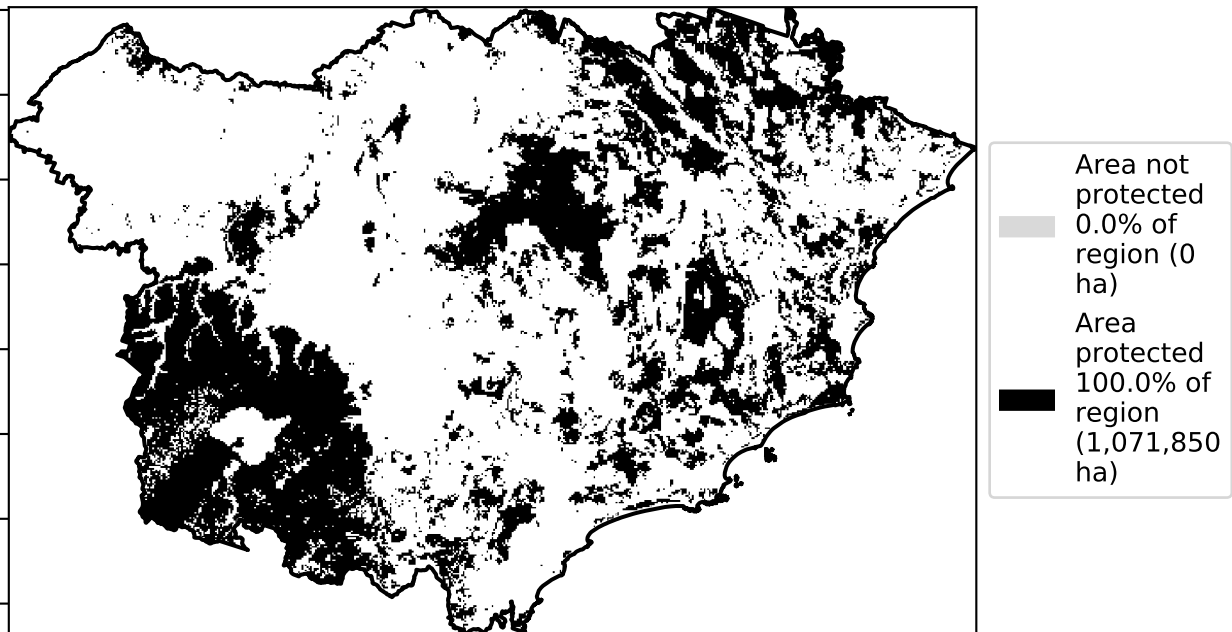 Area not
protected
0.0% of
region (0
ha)
Area
protected
100.0% of
region
(1,071,850
ha)